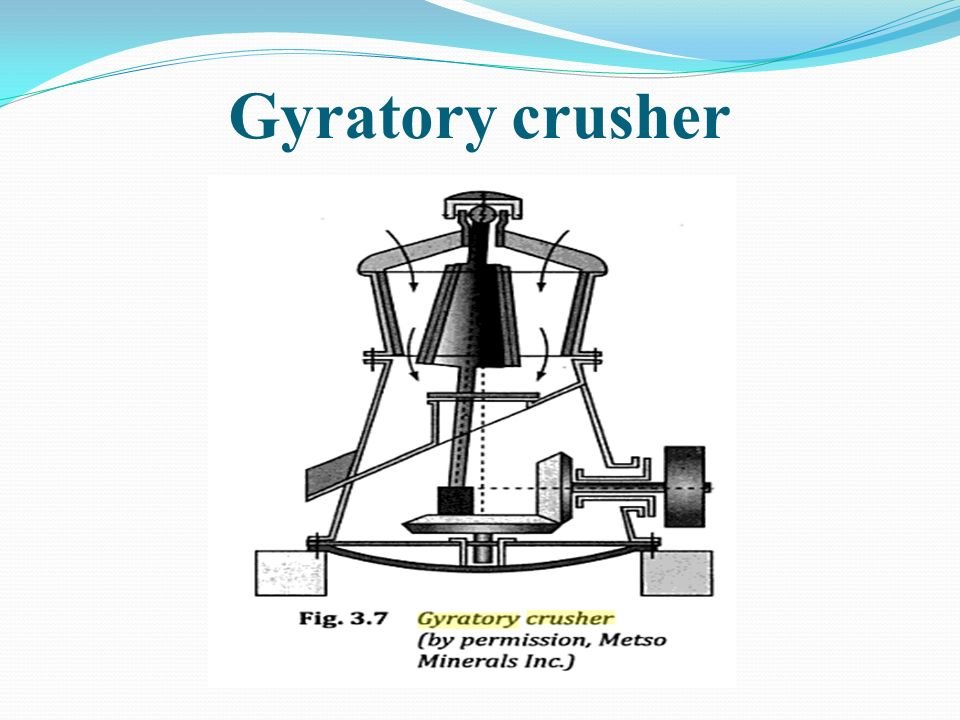 Gyratory crusher
Fig. 3.7 Gyratory crusher
(by permission, Metso
Minerals Inc.)